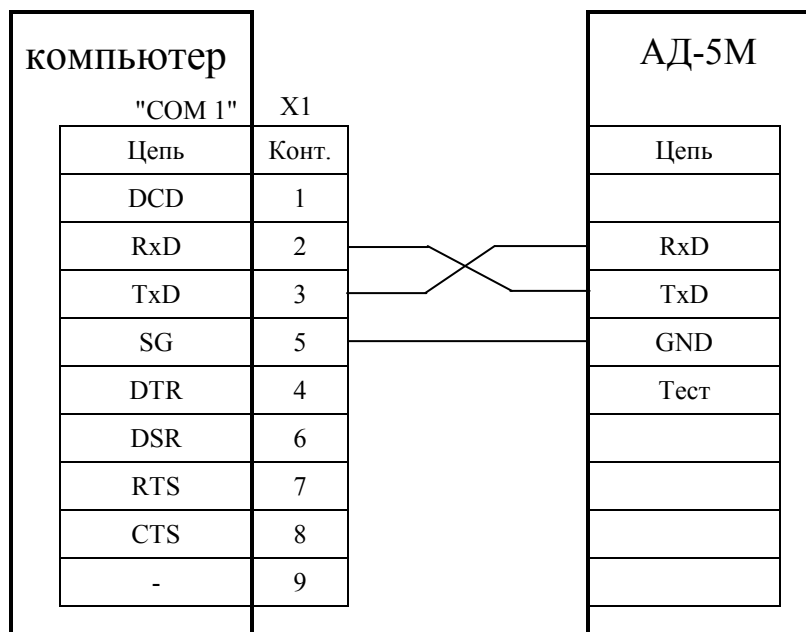 компьютер
АД-5М
"COM 1" X1
Цепь Конт. Цепь
DCD 1
RxD 2 RxD
TxD 3 TxD
SG 5 GND
DTR 4 Тест
DSR 6
RTS 7
CTS 8
- 9